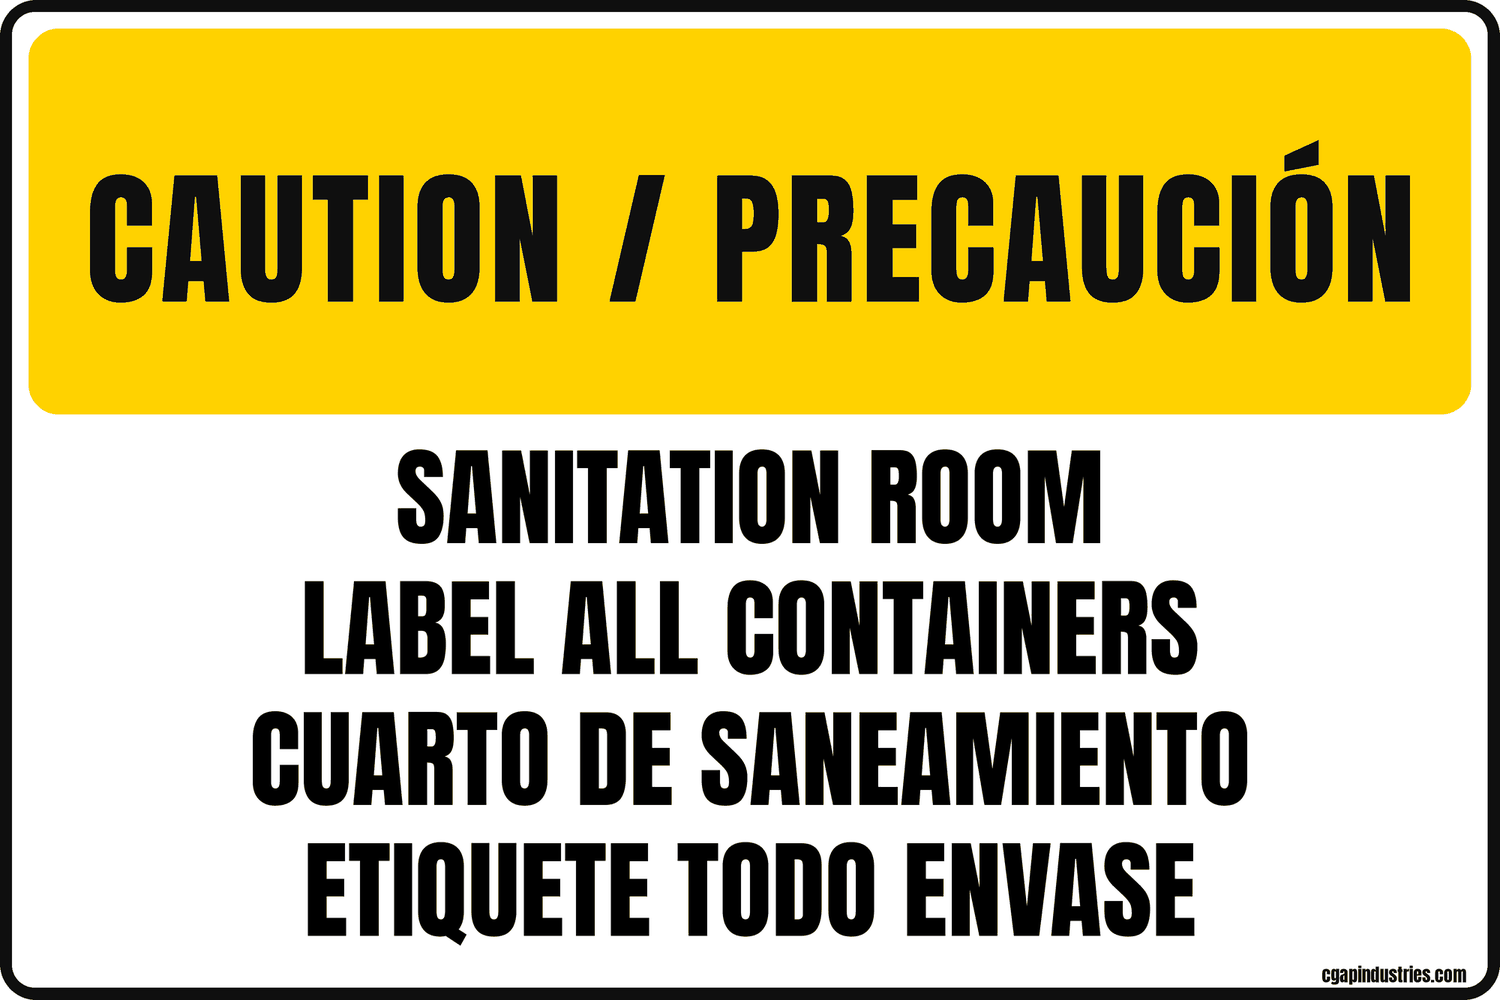 CAUTION / PRECAUCIÓN
SANITATION ROOM
LABEL ALL CONTAINERS
CUARTO DE SANEAMIENTO
ETIQUETE TODO ENVASE
cgapindustries.com